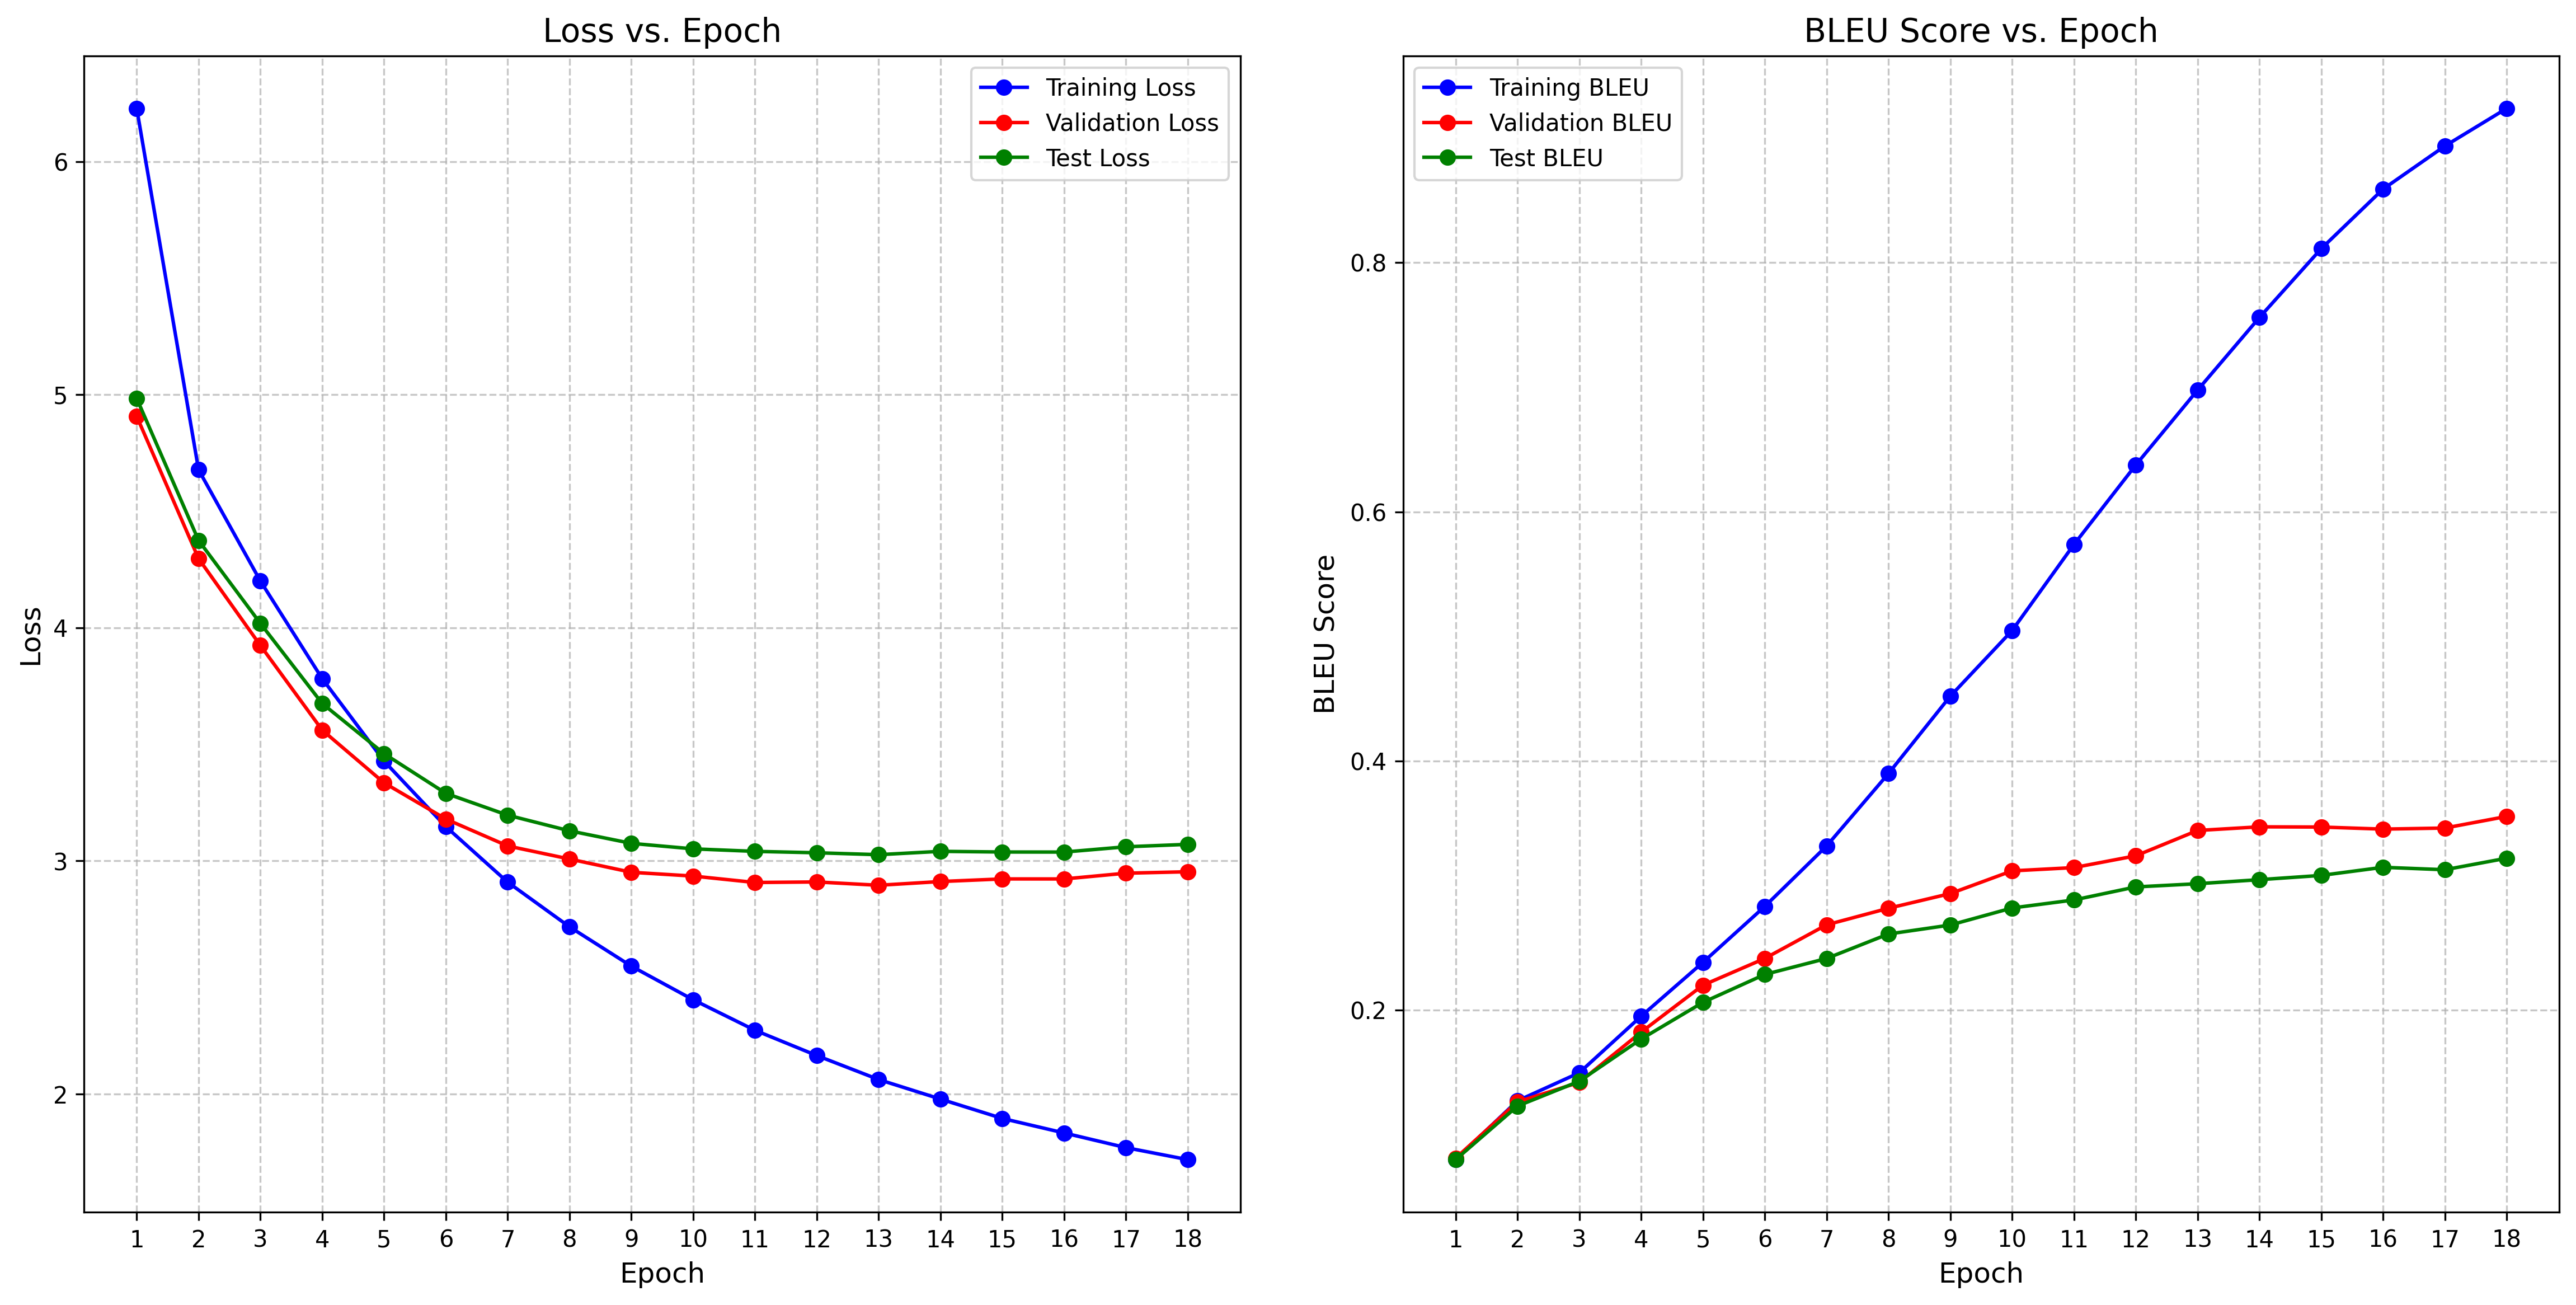 Loss vs. Epoch
Training Loss
Validation Loss
Test Loss
6
5
4
3
2
Loss
1 2 3 4 5 6 7 8 9 10 11 12 13 14 15 16 17 18
Epoch
BLEU Score vs. Epoch
Training BLEU
Validation BLEU
Test BLEU
0.8
0.6
0.4
0.2
BLEU Score
1 2 3 4 5 6 7 8 9 10 11 12 13 14 15 16 17 18
Epoch